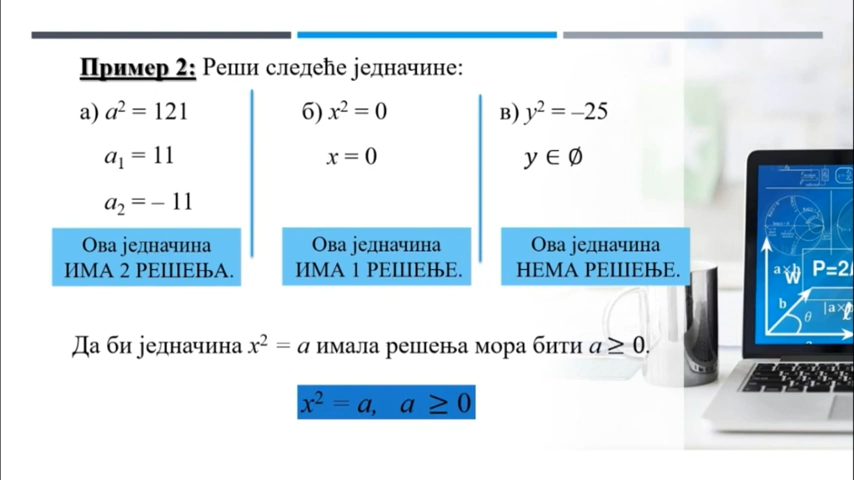 Пример 2: Реши следеће једначине:
а) a² = 121
a₁ = 11
a₂ = – 11
Ова једначина
ИМА 2 РЕШЕЊА.
б) x² = 0
x = 0
Ова једначина
ИМА 1 РЕШЕЊЕ.
в) y² = –25
y ∈ ∅
Ова једначина
НЕМА РЕШЕЊЕ.
Да би једначина x² = a имала решења мора бити a ≥ 0.
x² = a, a ≥ 0
a×b
W
P=2
b
θ
|a×